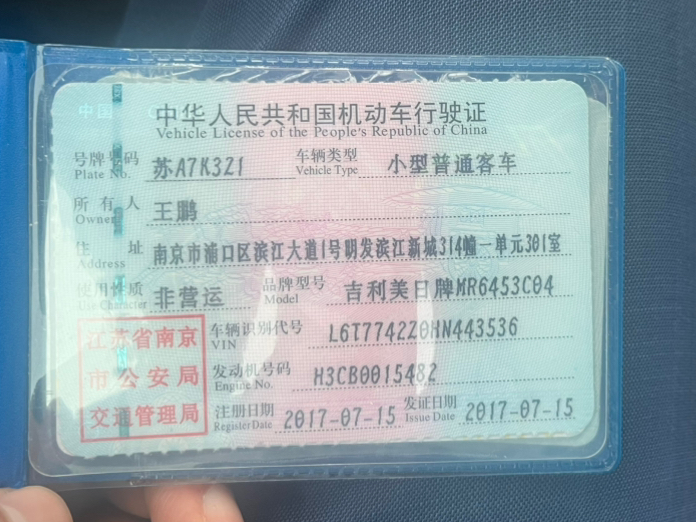 中国
中华人民共和国机动车行驶证
Vehicle License of the People's Republic of China
号牌号码 苏A7K321 车辆类型 小型普通客车
Plate No. Vehicle Type
所有人 王鹏
Owner
住址 南京市浦口区滨江大道1号明发滨江新城314幢一单元301室
Address
使用性质 非营运 品牌型号 吉利美日牌MR6453C04
Use Character Model
江苏省南京
市公安局
交通管理局
车辆识别代号 L6T7742Z0HN443536
VIN
发动机号码 H3CB0015482
Engine No.
注册日期 2017-07-15 发证日期 2017-07-15
Register Date Issue Date